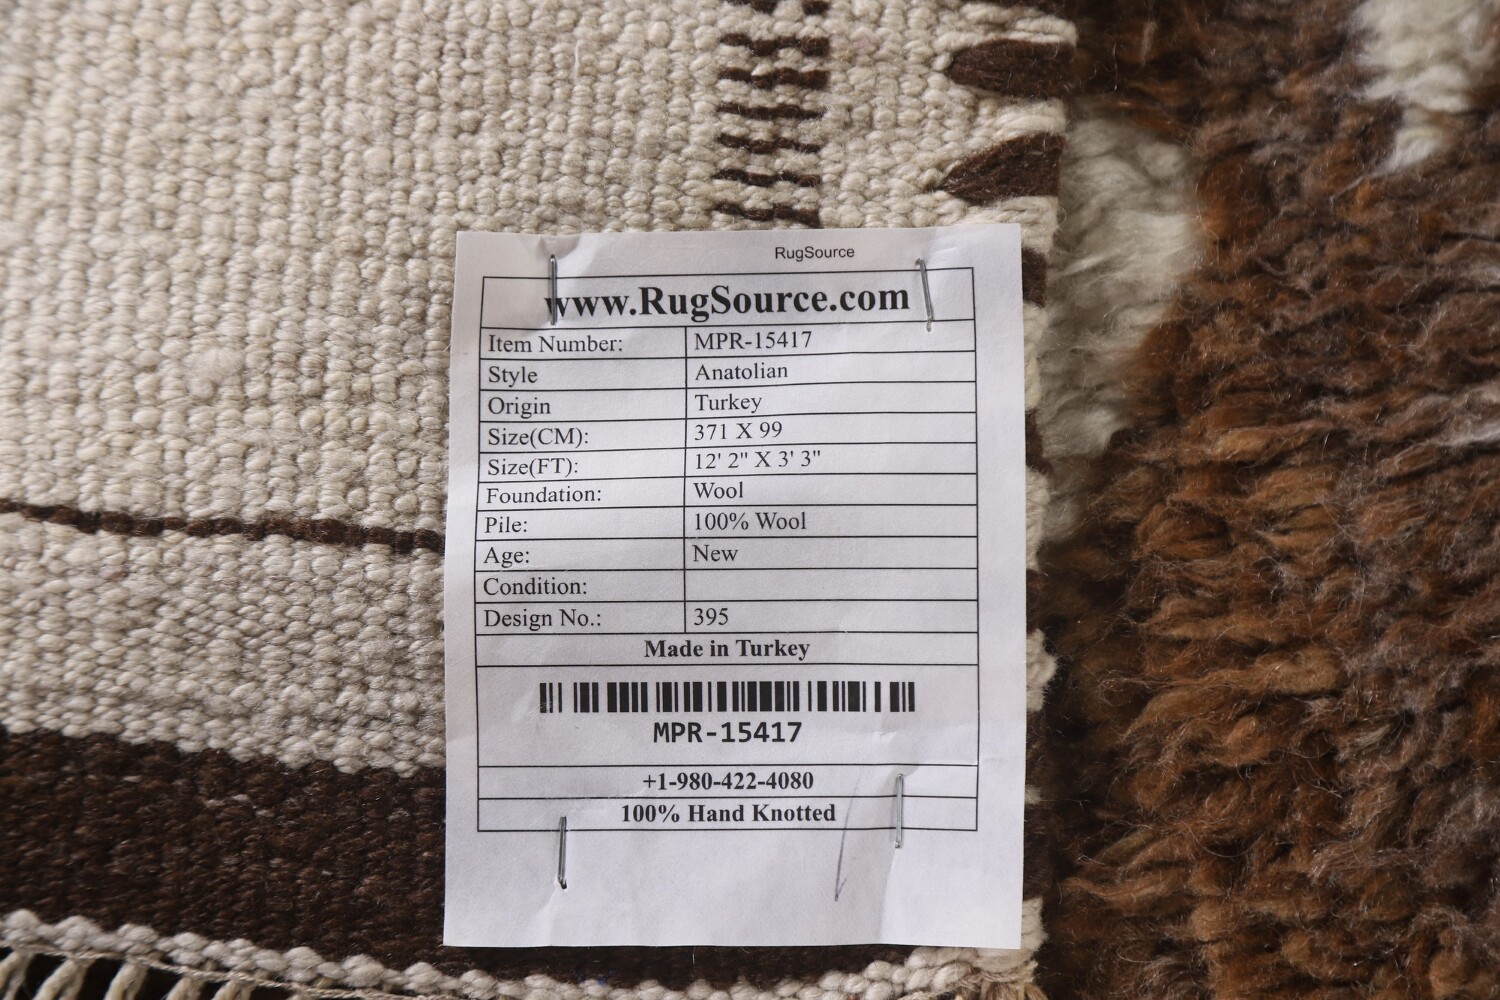 RugSource
www.RugSource.com
Item Number: MPR-15417
Style Anatolian
Origin Turkey
Size(CM): 371 X 99
Size(FT): 12' 2" X 3' 3"
Foundation: Wool
Pile: 100% Wool
Age: New
Condition:
Design No.: 395
Made in Turkey
MPR-15417
+1-980-422-4080
100% Hand Knotted